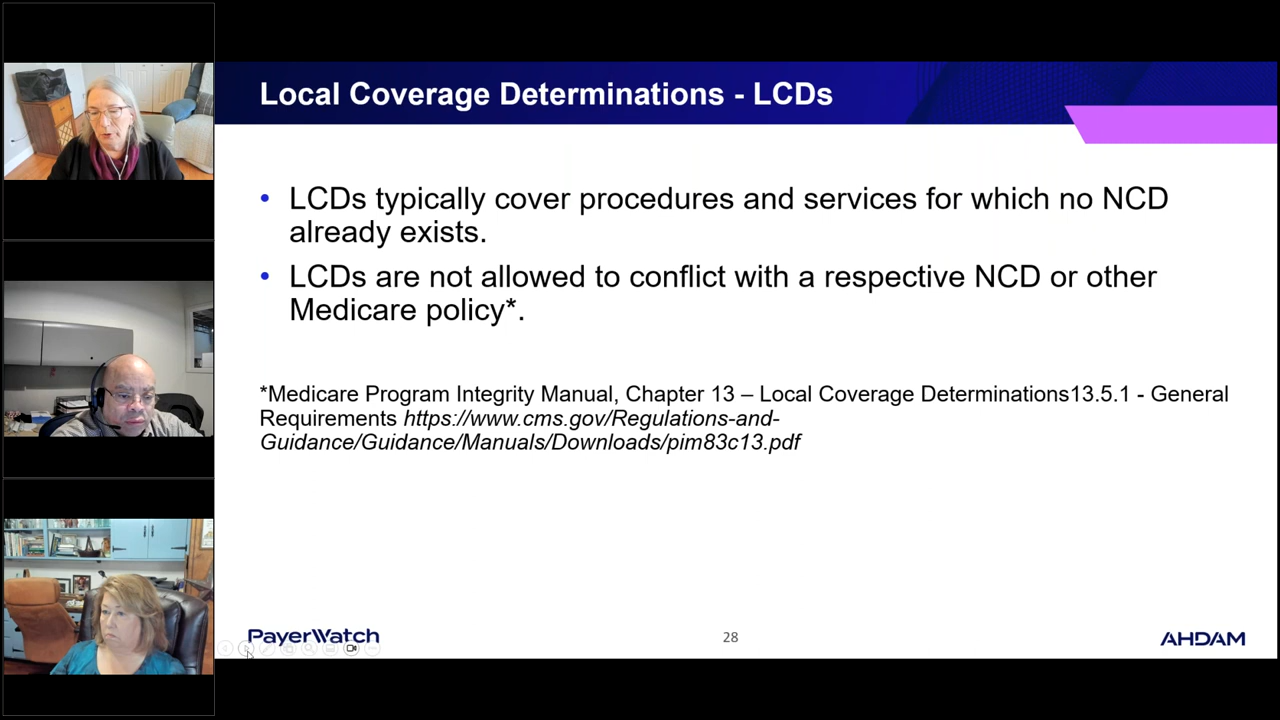 Local Coverage Determinations - LCDs
• LCDs typically cover procedures and services for which no NCD
already exists.
• LCDs are not allowed to conflict with a respective NCD or other
Medicare policy*.
*Medicare Program Integrity Manual, Chapter 13 – Local Coverage Determinations13.5.1 - General
Requirements https://www.cms.gov/Regulations-and-
Guidance/Guidance/Manuals/Downloads/pim83c13.pdf
PayerWatch
28
AHDAM